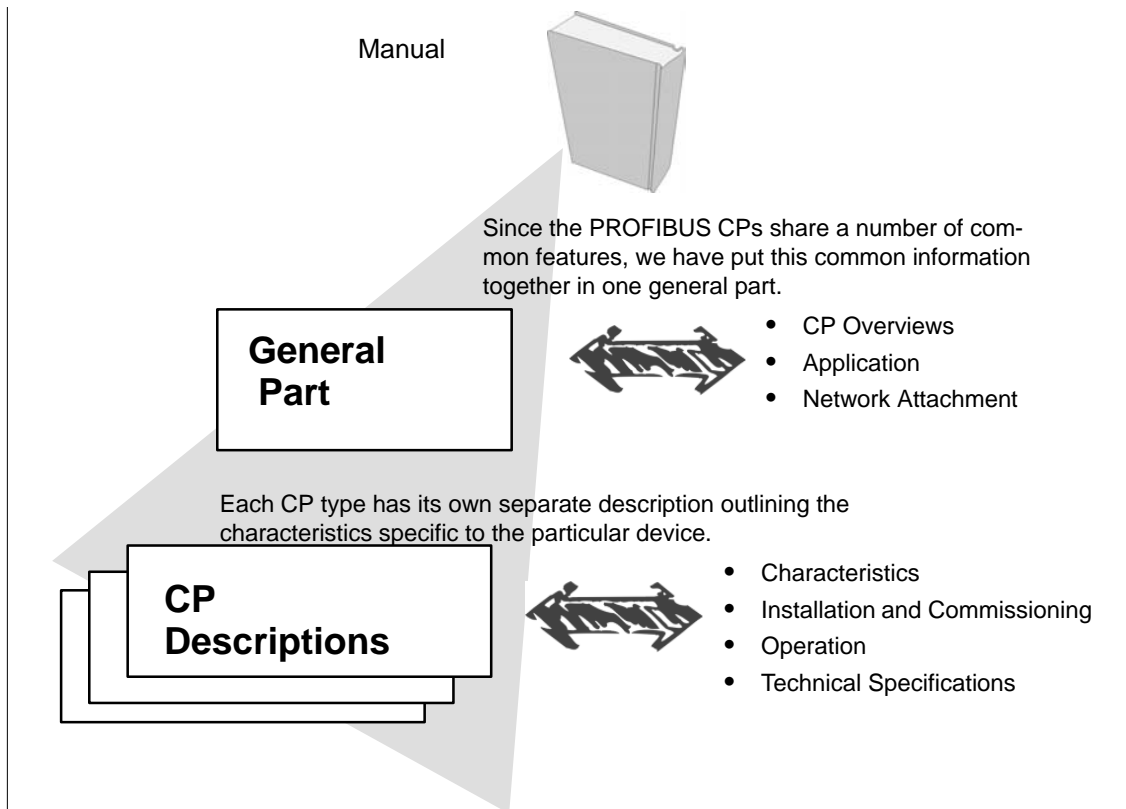 Manual
Since the PROFIBUS CPs share a number of com-
mon features, we have put this common information
together in one general part.
General
Part
• CP Overviews
• Application
• Network Attachment
Each CP type has its own separate description outlining the
characteristics specific to the particular device.
CP
Descriptions
• Characteristics
• Installation and Commissioning
• Operation
• Technical Specifications